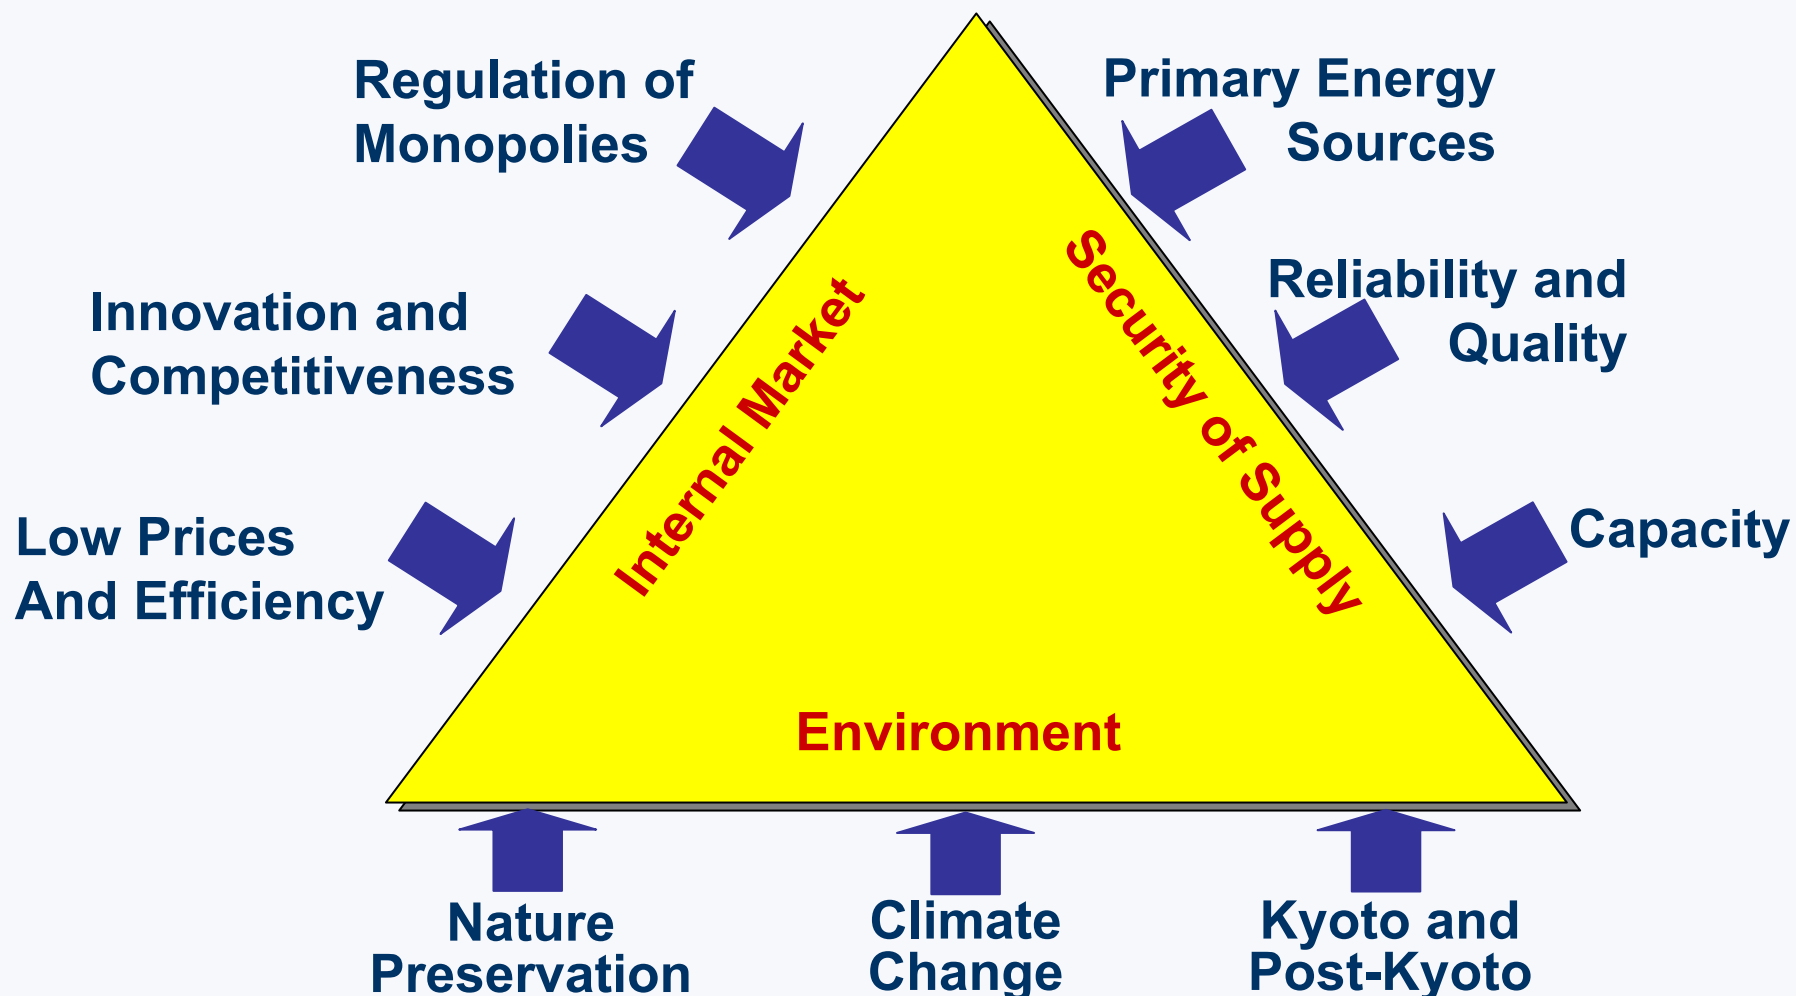 Regulation of
Monopolies
Primary Energy
Sources
Innovation and
Competitiveness
Reliability and
Quality
Low Prices
And Efficiency
Capacity
Internal Market
Security of Supply
Environment
Nature
Preservation
Climate
Change
Kyoto and
Post-Kyoto